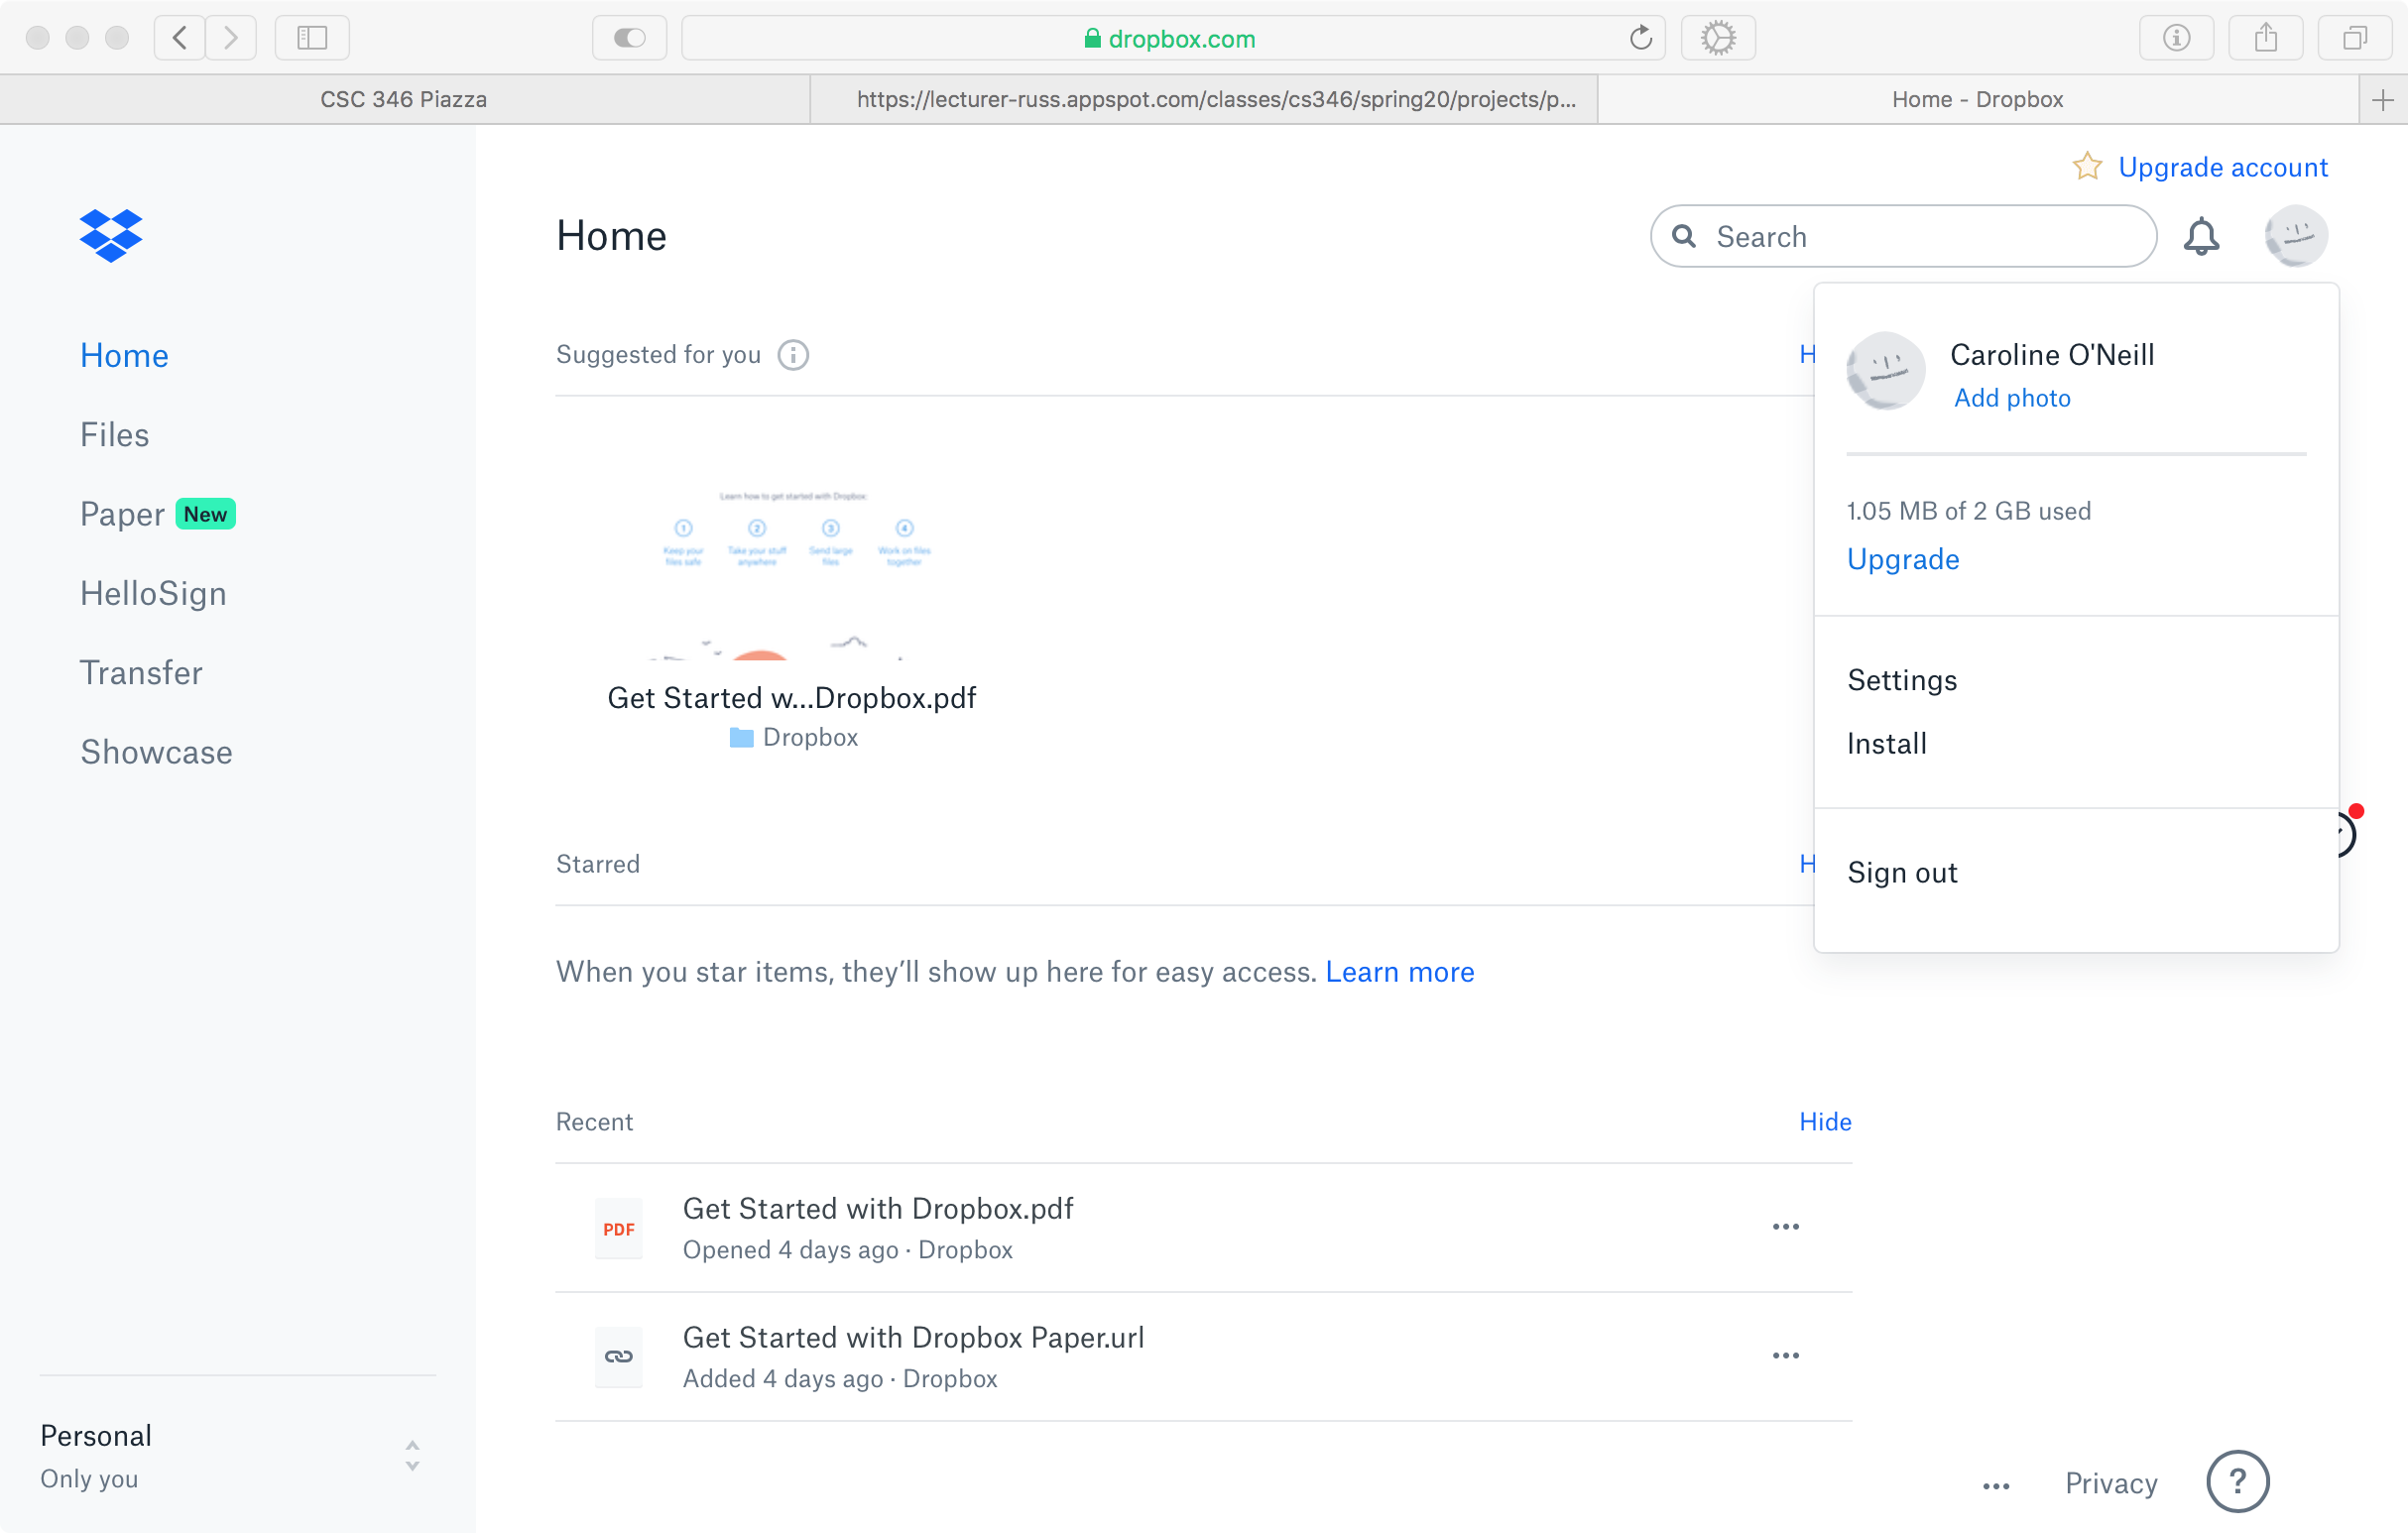 dropbox.com
CSC 346 Piazza
https://lecturer-russ.appspot.com/classes/cs346/spring20/projects/p...
Home - Dropbox
Upgrade account
Home
Search
Home
Files
Paper New
HelloSign
Transfer
Showcase
Personal
Only you
Suggested for you
H
Learn how to get started with Dropbox:
1
2
3
4
Keep your
files safe
Take your stuff
anywhere
Send large
files
Work on files
together
Get Started w...Dropbox.pdf
Dropbox
Starred
H
When you star items, they’ll show up here for easy access. Learn more
Recent
Hide
PDF
Get Started with Dropbox.pdf
Opened 4 days ago · Dropbox
Get Started with Dropbox Paper.url
Added 4 days ago · Dropbox
Caroline O'Neill
Add photo
1.05 MB of 2 GB used
Upgrade
Settings
Install
Sign out
Privacy
?